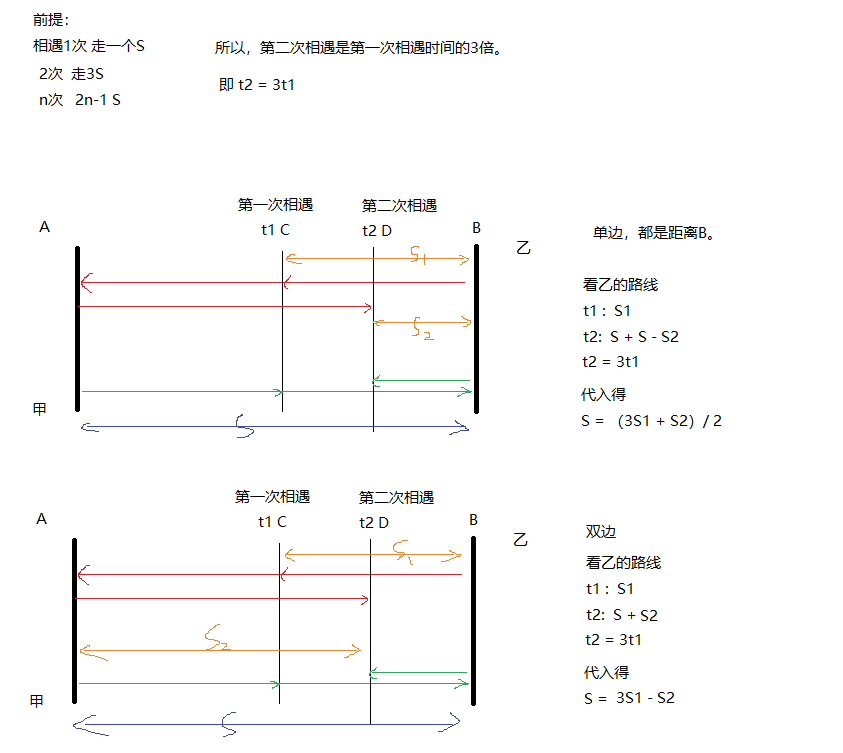 前提：
相遇1次 走一个S
2次 走3S
n次 2n-1 S
所以，第二次相遇是第一次相遇时间的3倍。
即 t2 = 3t1
第一次相遇 第二次相遇
A t1 C t2 D B
乙
S1
S2
甲
S
单边，都是距离B。
看乙的路线
t1： S1
t2: S + S - S2
t2 = 3t1
代入得
S = （3S1 + S2）/ 2
第一次相遇 第二次相遇
A t1 C t2 D B
乙
S1
S2
甲
S
双边
看乙的路线
t1： S1
t2: S + S2
t2 = 3t1
代入得
S = 3S1 - S2